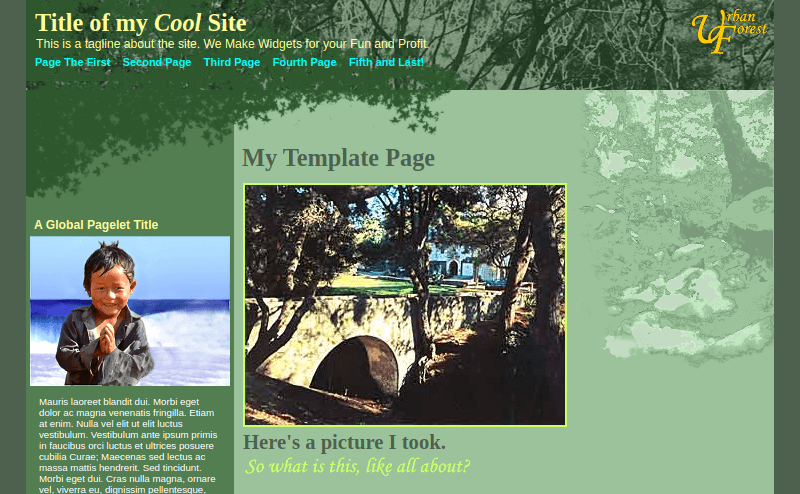 Title of my Cool Site
This is a tagline about the site. We Make Widgets for your Fun and Profit.
Page The First Second Page Third Page Fourth Page Fifth and Last!
Urban
Forest
My Template Page
A Global Pagelet Title
Mauris laoreet blandit dui. Morbi eget
dolor ac magna venenatis fringilla. Etiam
at enim. Nulla vel elit ut elit luctus
vestibulum. Vestibulum ante ipsum primis
in faucibus orci luctus et ultrices posuere
cubilia Curae; Maecenas sed lectus ac
massa mattis hendrerit. Sed tincidunt.
Morbi eget dui. Cras nulla magna, ornare
vel, viverra eu, dignissim pellentesque,
Here's a picture I took.
So what is this, like all about?